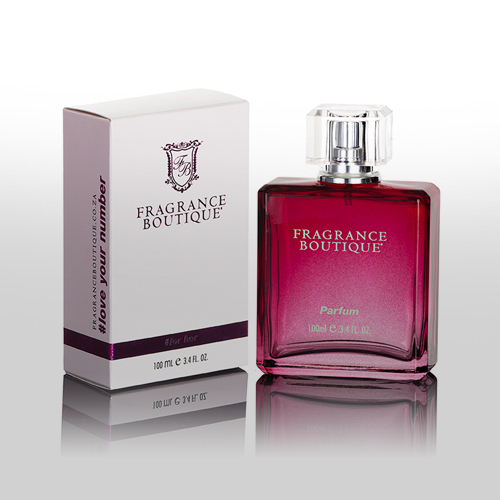 FRAGRANCEBOUTIQUE.CO.ZA
#love your number
FB
FRAGRANCE
BOUTIQUE
#for her
100 ML e 3.4 FL. OZ.
FRAGRANCE
BOUTIQUE
Parfum
100ml e 3.4 fl. oz.